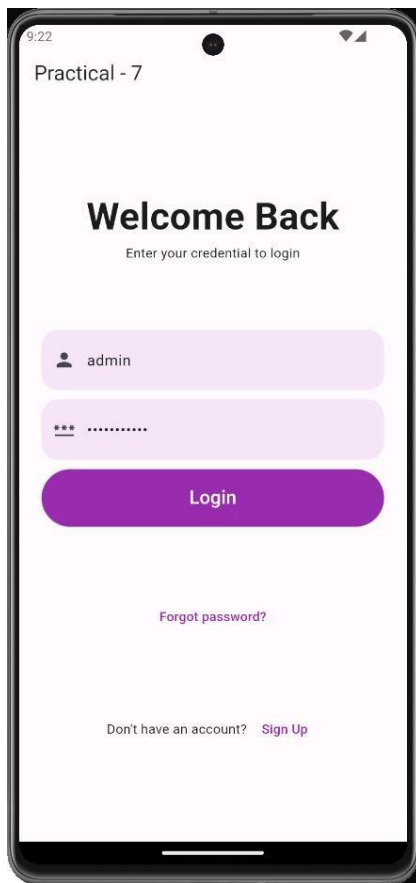 9:22
Practical - 7
Welcome Back
Enter your credential to login
admin
***  •••••••••••
Login
Forgot password?
Don't have an account? Sign Up